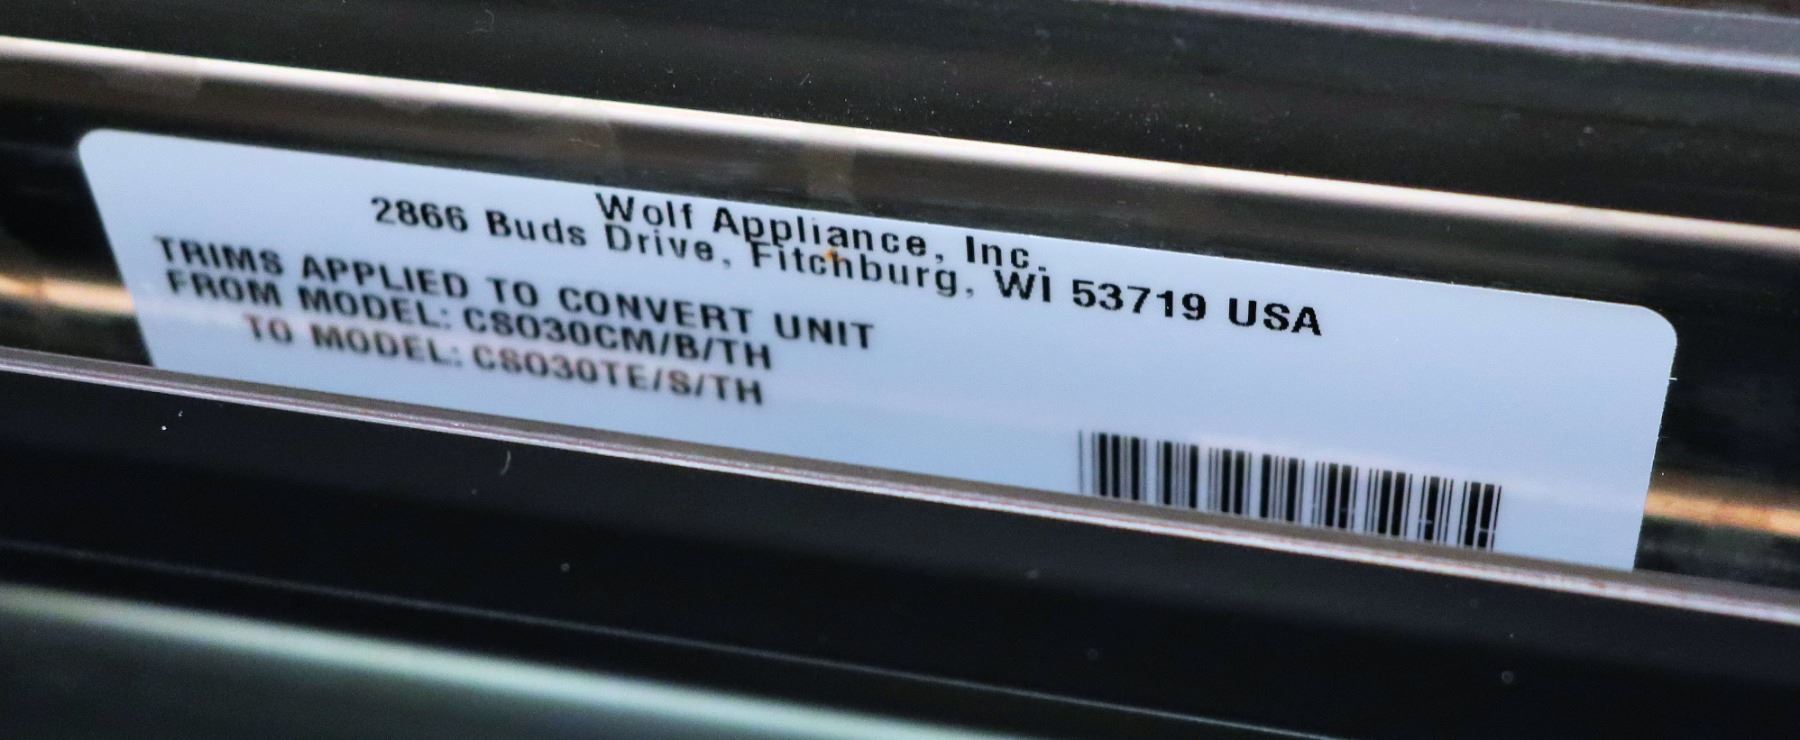 Wolf Appliance, Inc.
2866 Buds Drive, Fitchburg, WI 53719 USA
TRIMS APPLIED TO CONVERT UNIT
FROM MODEL: CSO30CM/B/TH
TO MODEL: CSO30TE/S/TH